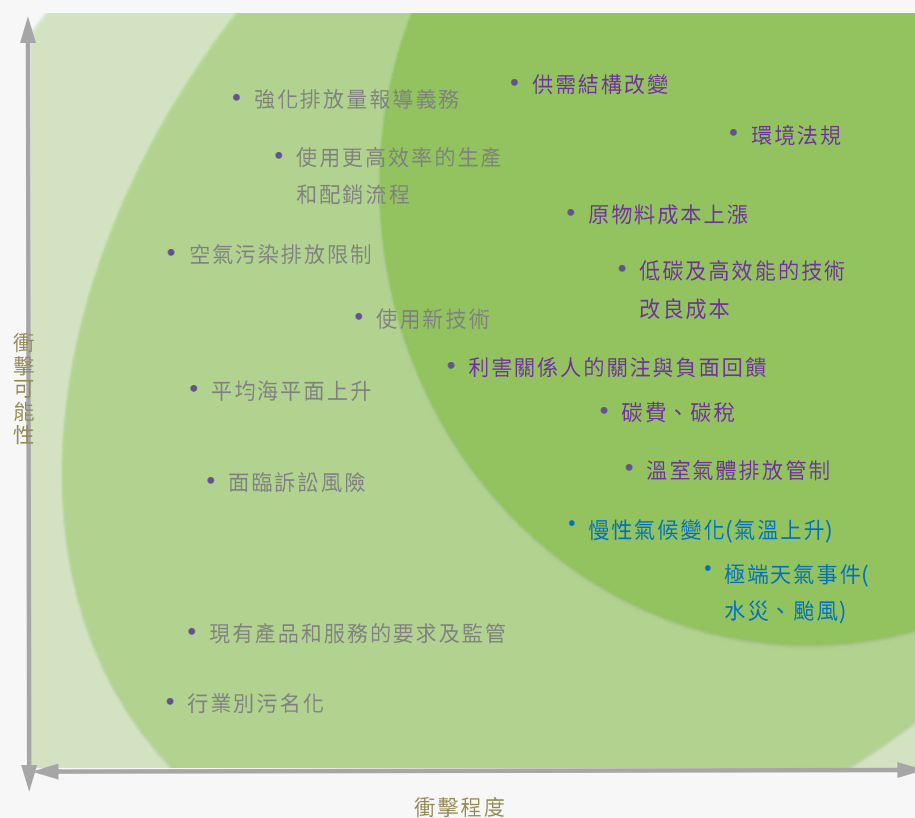 供需結構改變
強化排放量報導義務
環境法規
使用更高效率的生產
和配銷流程
原物料成本上漲
空氣污染排放限制
低碳及高效能的技術
改良成本
使用新技術
利害關係人的關注與負面回饋
平均海平面上升
碳費、碳稅
溫室氣體排放管制
面臨訴訟風險
慢性氣候變化(氣溫上升)
極端天氣事件(
水災、颱風)
現有產品和服務的要求及監管
行業別污名化
衝擊可能性
衝擊程度